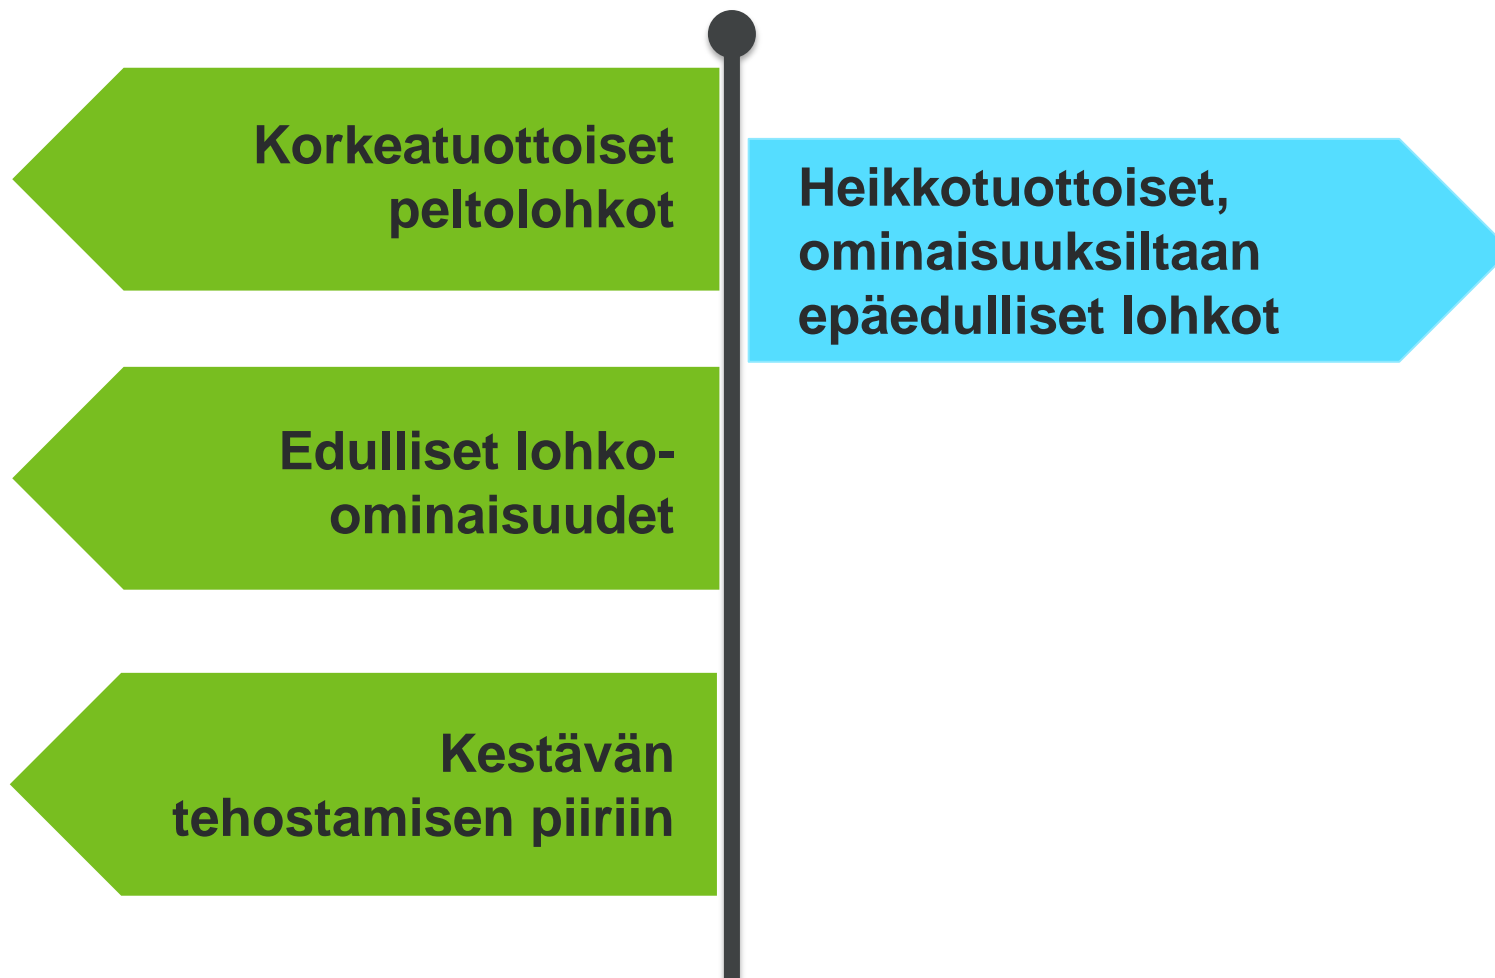 Korkeatuottoiset
peltolohkot
Heikkotuottoiset,
ominaisuuksiltaan
epäedulliset lohkot
Edulliset lohko-
ominaisuudet
Kestävän
tehostamisen piiriin